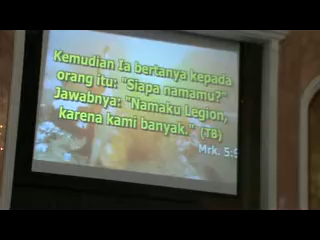 Kemudian Ia bertanya kepada
orang itu: "Siapa namamu?"
Jawabnya: "Namaku Legion,
karena kami banyak." (TB)
Mrk. 5:9